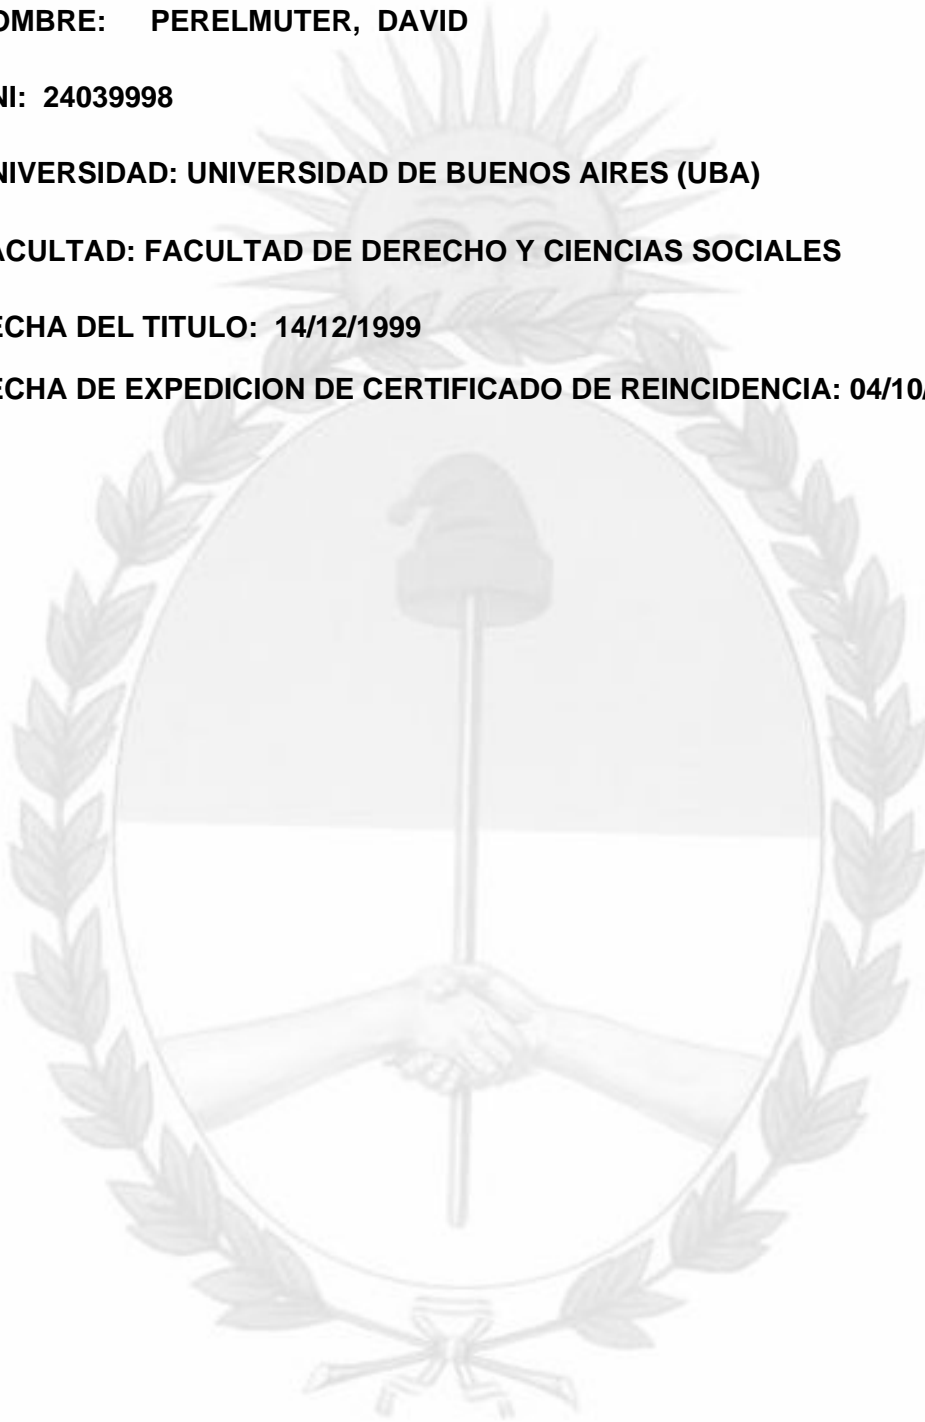 OMBRE: PERELMUTER, DAVID
NI: 24039998
NIVERSIDAD: UNIVERSIDAD DE BUENOS AIRES (UBA)
ACULTAD: FACULTAD DE DERECHO Y CIENCIAS SOCIALES
ECHA DEL TITULO: 14/12/1999
ECHA DE EXPEDICION DE CERTIFICADO DE REINCIDENCIA: 04/10/